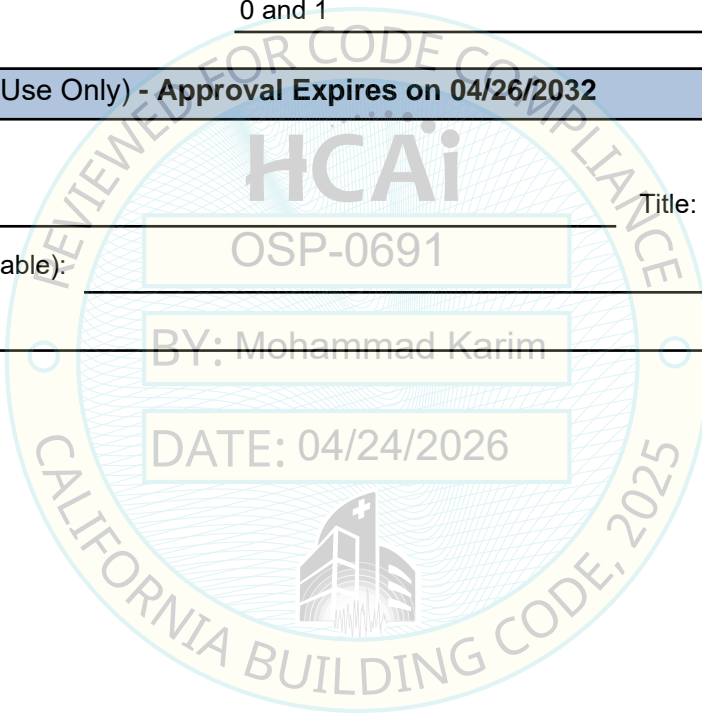 0 and 1
Use Only) - Approval Expires on 04/26/2032
REVIEWED FOR CODE COMPLIANCE
HCAi
Title:
OSP-0691
able):
BY: Mohammad Karim
DATE: 04/24/2026
CALIFORNIA BUILDING CODE, 2025